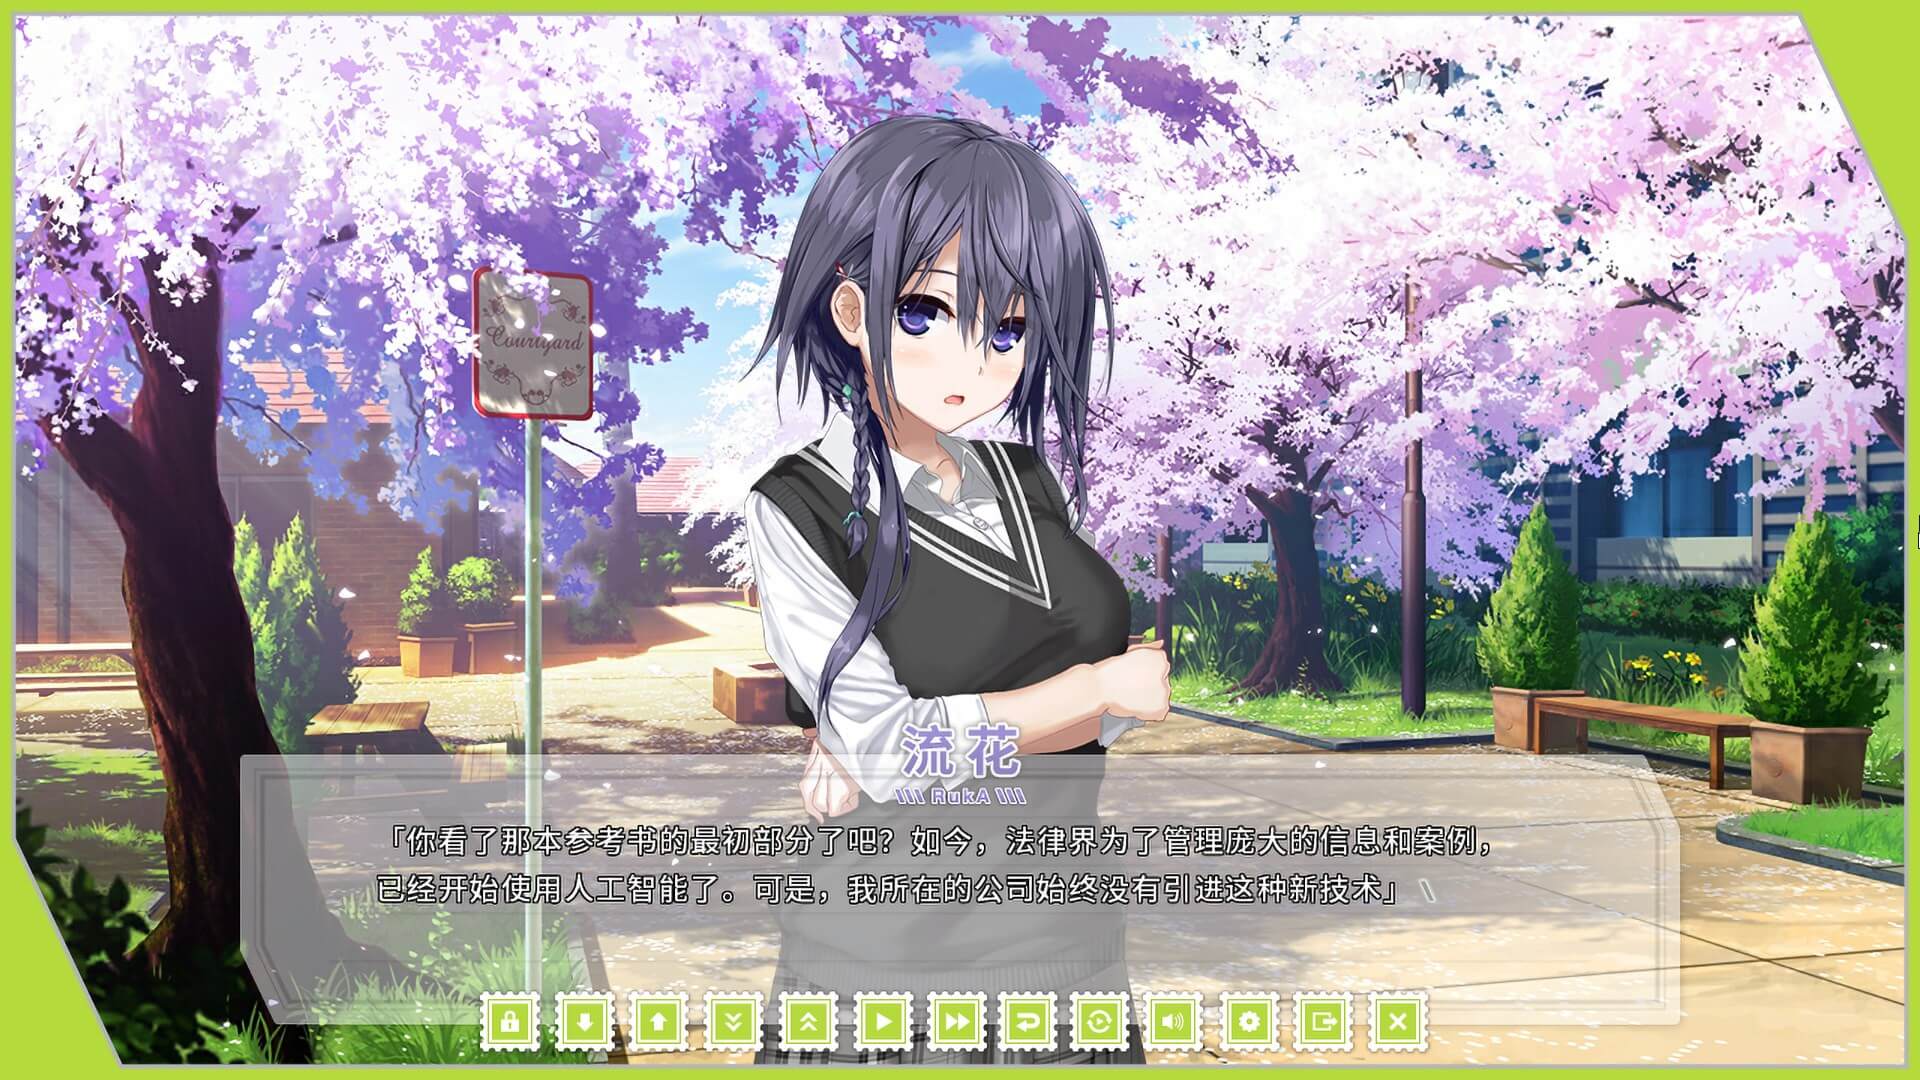 Courtyard
流花
RukA
「你看了那本参考书的最初部分了吧？如今，法律界为了管理庞大的信息和案例，
已经开始使用人工智能了。可是，我所在的公司始终没有引进这种新技术」